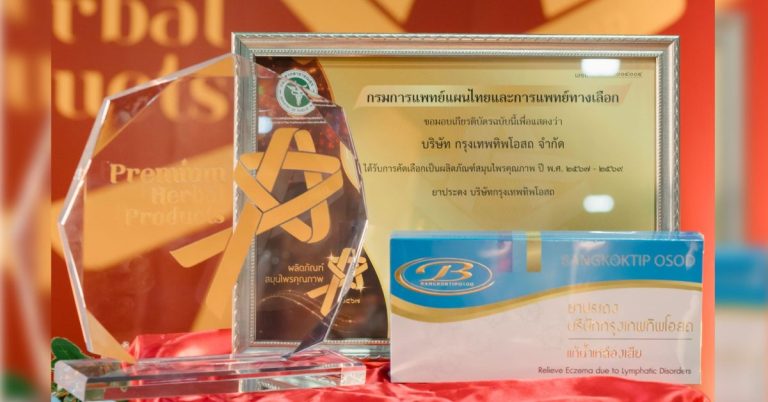 rbal
Premium
Herbal
Products
กรมการแพทย์แผนไทยและการแพทย์ทางเลือก
ขอมอบเกียรติบัตรฉบับนี้เพื่อแสดงว่า
บริษัท กรุงเทพทิพโอสถ จำกัด
ได้รับการคัดเลือกเป็นผลิตภัณฑ์สมุนไพรคุณภาพ ปี พ.ศ. ๒๕๖๗ - ๒๕๖๙
ยาประดง บริษัทกรุงเทพทิพโอสถ
ผลิตภัณฑ์
สมุนไพรคุณภาพ
๒๕๖๗
BANGKOKTIP OSOD
B
BANGKOKTIPOSOD
ยาประดง
บริษัทกรุงเทพทิพโอสถ
แก้น้ำเหลืองเสีย
Relieve Eczema due to Lymphatic Disorders